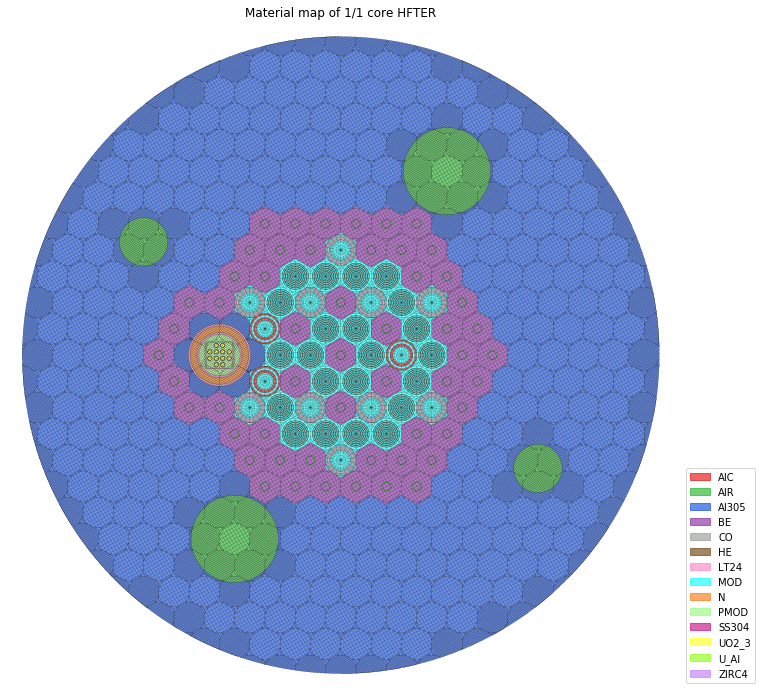 Material map of 1/1 core HFTER
AIC
AIR
Al305
BE
CO
HE
LT24
MOD
N
PMOD
SS304
UO2_3
U_Al
ZIRC4